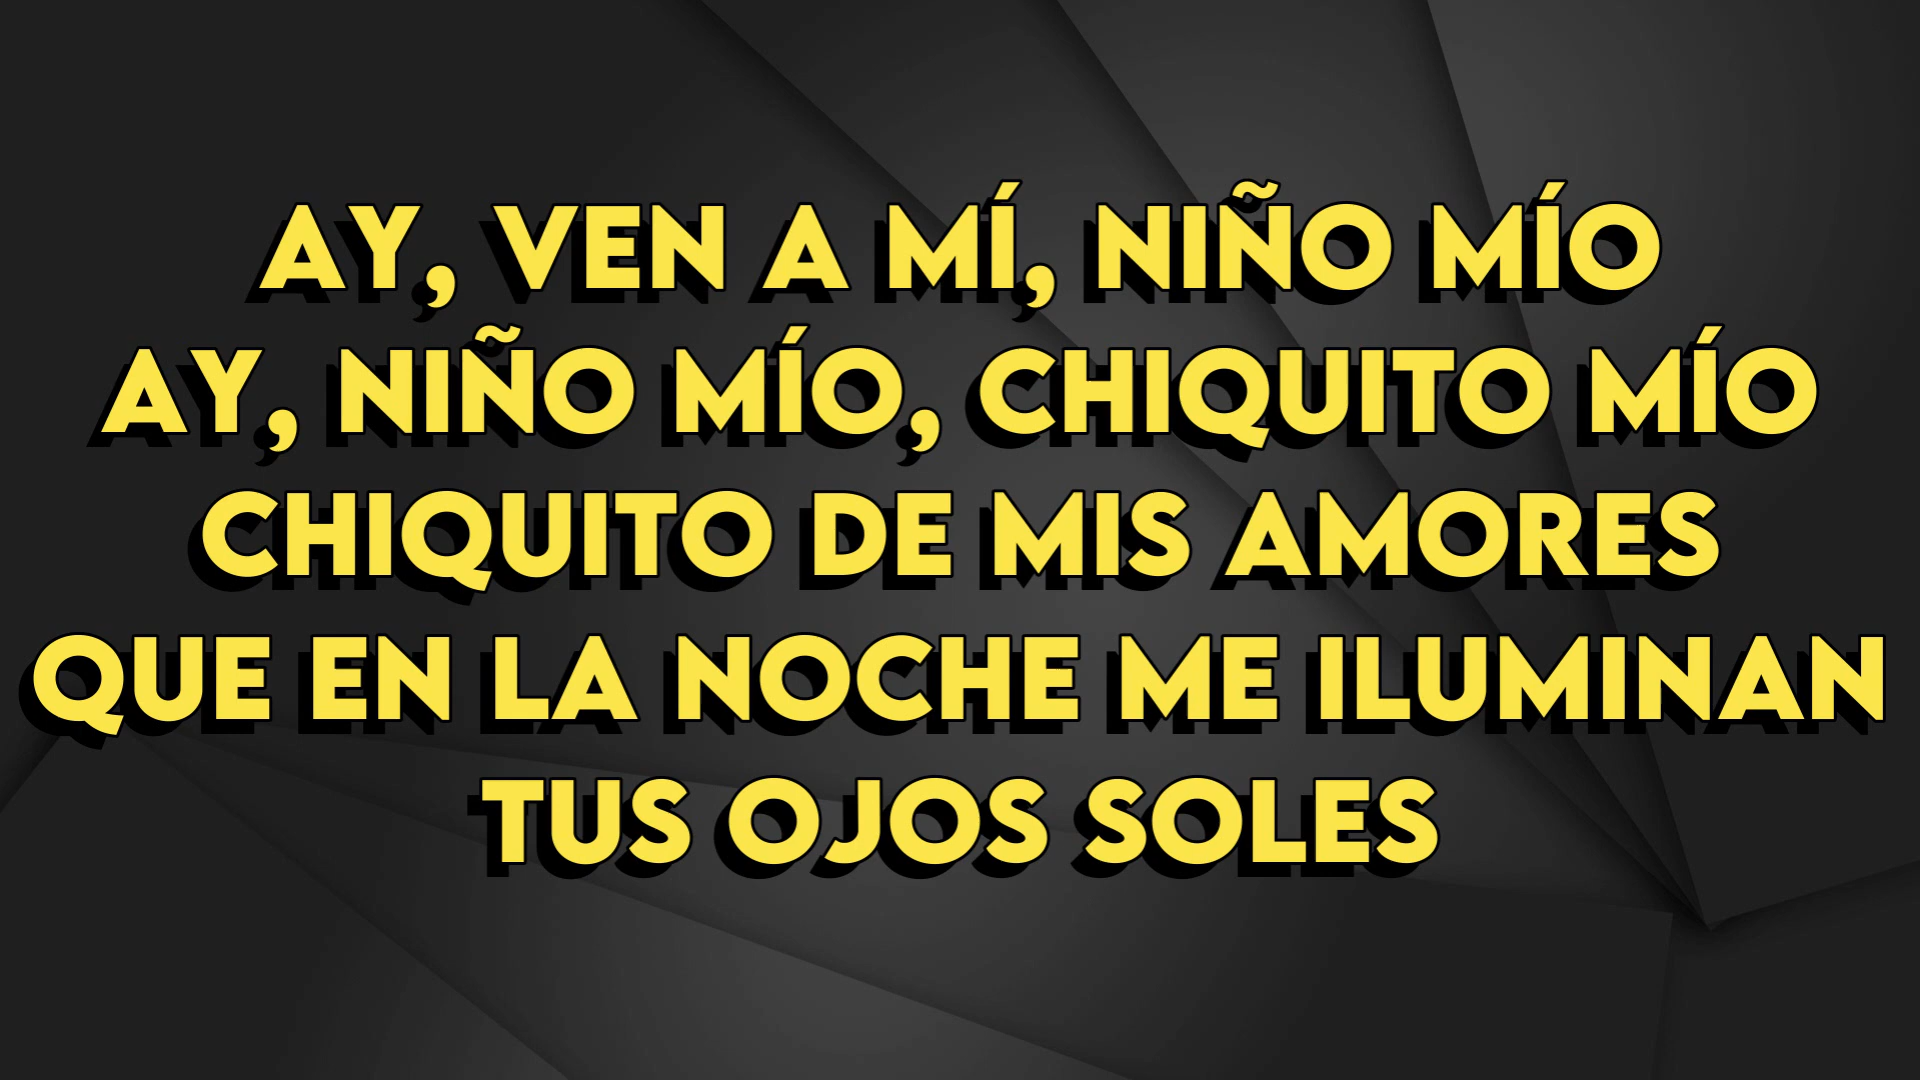 AY, VEN A MÍ, NIÑO MÍO
AY, NIÑO MÍO, CHIQUITO MÍO
CHIQUITO DE MIS AMORES
QUE EN LA NOCHE ME ILUMINAN
TUS OJOS SOLES